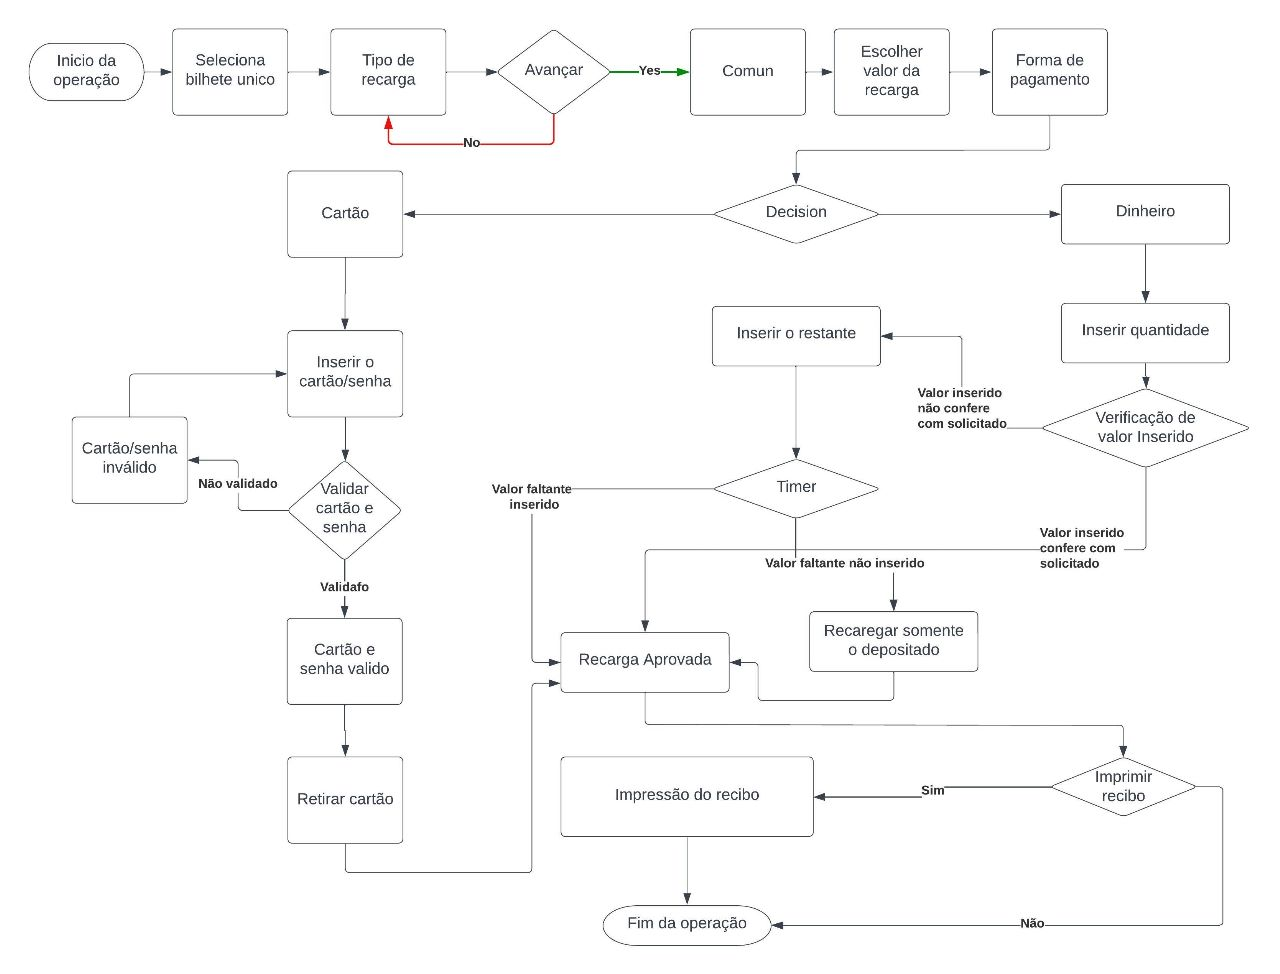 Inicio da
operação
Seleciona
bilhete unico
Tipo de
recarga
Avançar
Yes
Comun
Escolher
valor da
recarga
Forma de
pagamento
No
Cartão
Decision
Dinheiro
Inserir o restante
Inserir quantidade
Inserir o
cartão/senha
Valor inserido
não confere
com solicitado
Verificação de
valor Inserido
Cartão/senha
inválido
Não validado
Validar
cartão e
senha
Valor faltante
inserido
Timer
Valor inserido
confere com
solicitado
Valor faltante não inserido
Validafo
Cartão e
senha valido
Recarga Aprovada
Recaregar somente
o depositado
Retirar cartão
Impressão do recibo
Sim
Imprimir
recibo
Fim da operação
Não